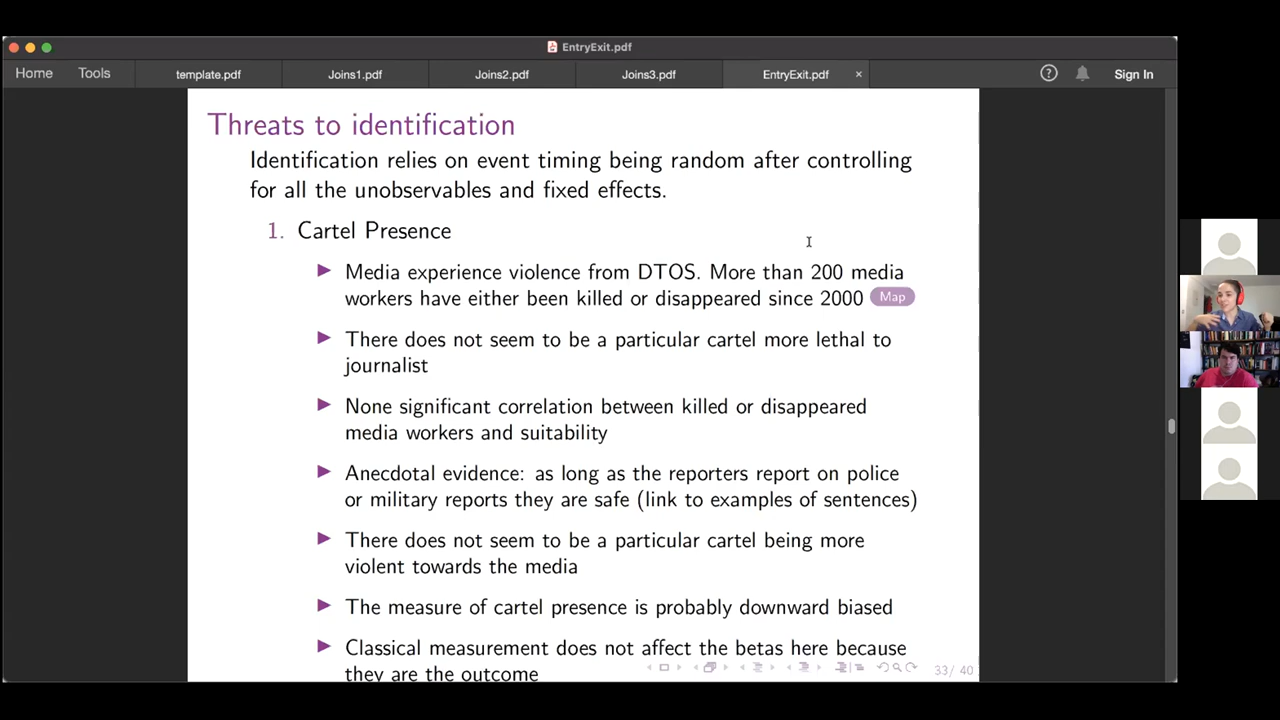 EntryExit.pdf
Home Tools template.pdf Joins1.pdf Joins2.pdf Joins3.pdf EntryExit.pdf × ? Sign In
Threats to identification
Identification relies on event timing being random after controlling
for all the unobservables and fixed effects.
1. Cartel Presence
▶ Media experience violence from DTOS. More than 200 media
workers have either been killed or disappeared since 2000 Map
▶ There does not seem to be a particular cartel more lethal to
journalist
▶ None significant correlation between killed or disappeared
media workers and suitability
▶ Anecdotal evidence: as long as the reporters report on police
or military reports they are safe (link to examples of sentences)
▶ There does not seem to be a particular cartel being more
violent towards the media
▶ The measure of cartel presence is probably downward biased
▶ Classical measurement does not affect the betas here because
they are the outcome
33/40